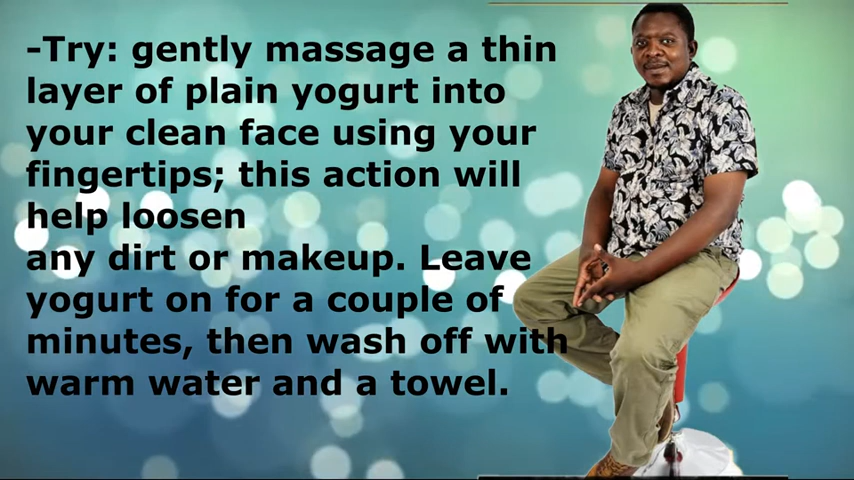 -Try: gently massage a thin
layer of plain yogurt into
your clean face using your
fingertips; this action will
help loosen
any dirt or makeup. Leave
yogurt on for a couple of
minutes, then wash off with
warm water and a towel.